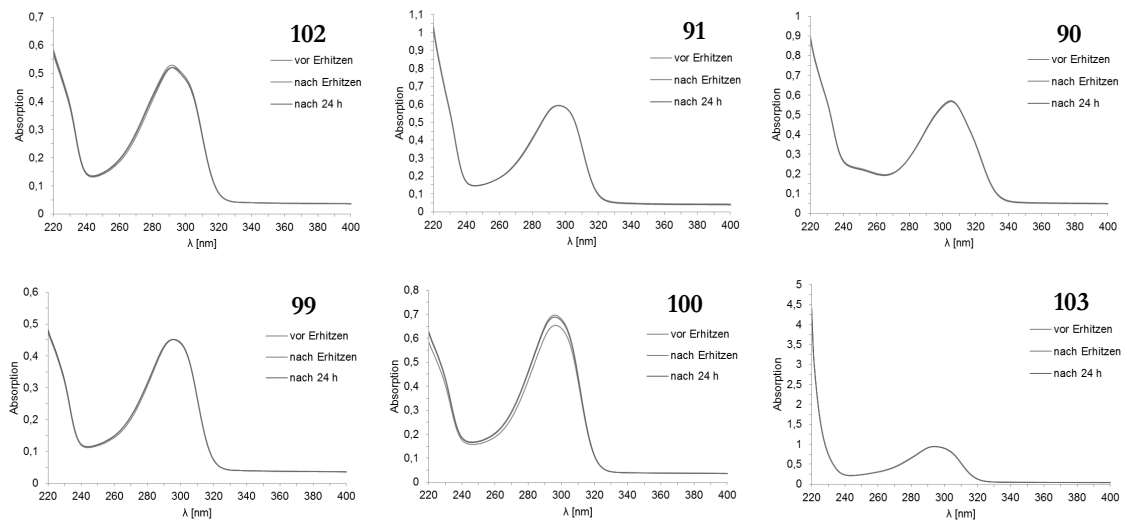 102
vor Erhitzen
nach Erhitzen
nach 24 h
Absorption
0,7
0,6
0,5
0,4
0,3
0,2
0,1
0
220 240 260 280 300 320 340 360 380 400
λ [nm]
91
vor Erhitzen
nach Erhitzen
nach 24 h
Absorption
1,1
1
0,9
0,8
0,7
0,6
0,5
0,4
0,3
0,2
0,1
0
220 240 260 280 300 320 340 360 380 400
λ [nm]
90
vor Erhitzen
nach Erhitzen
nach 24 h
Absorption
1
0,9
0,8
0,7
0,6
0,5
0,4
0,3
0,2
0,1
0
220 240 260 280 300 320 340 360 380 400
λ [nm]
99
vor Erhitzen
nach Erhitzen
nach 24 h
Absorption
0,6
0,5
0,4
0,3
0,2
0,1
0
220 240 260 280 300 320 340 360 380 400
λ [nm]
100
vor Erhitzen
nach Erhitzen
nach 24 h
Absorption
0,8
0,7
0,6
0,5
0,4
0,3
0,2
0,1
0
220 240 260 280 300 320 340 360 380 400
λ [nm]
103
vor Erhitzen
nach Erhitzen
nach 24 h
Absorption
5
4,5
4
3,5
3
2,5
2
1,5
1
0,5
0
220 240 260 280 300 320 340 360 380 400
λ [nm]